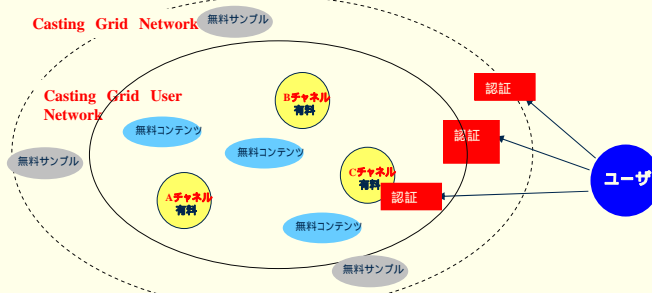 Casting Grid Network
無料サンプル
認証
Casting Grid User
Network
Bチャネル
有料
無料コンテンツ
認証
無料コンテンツ
無料サンプル
Cチャネル
有料
ユーザ
Aチャネル
有料
認証
無料コンテンツ
無料サンプル